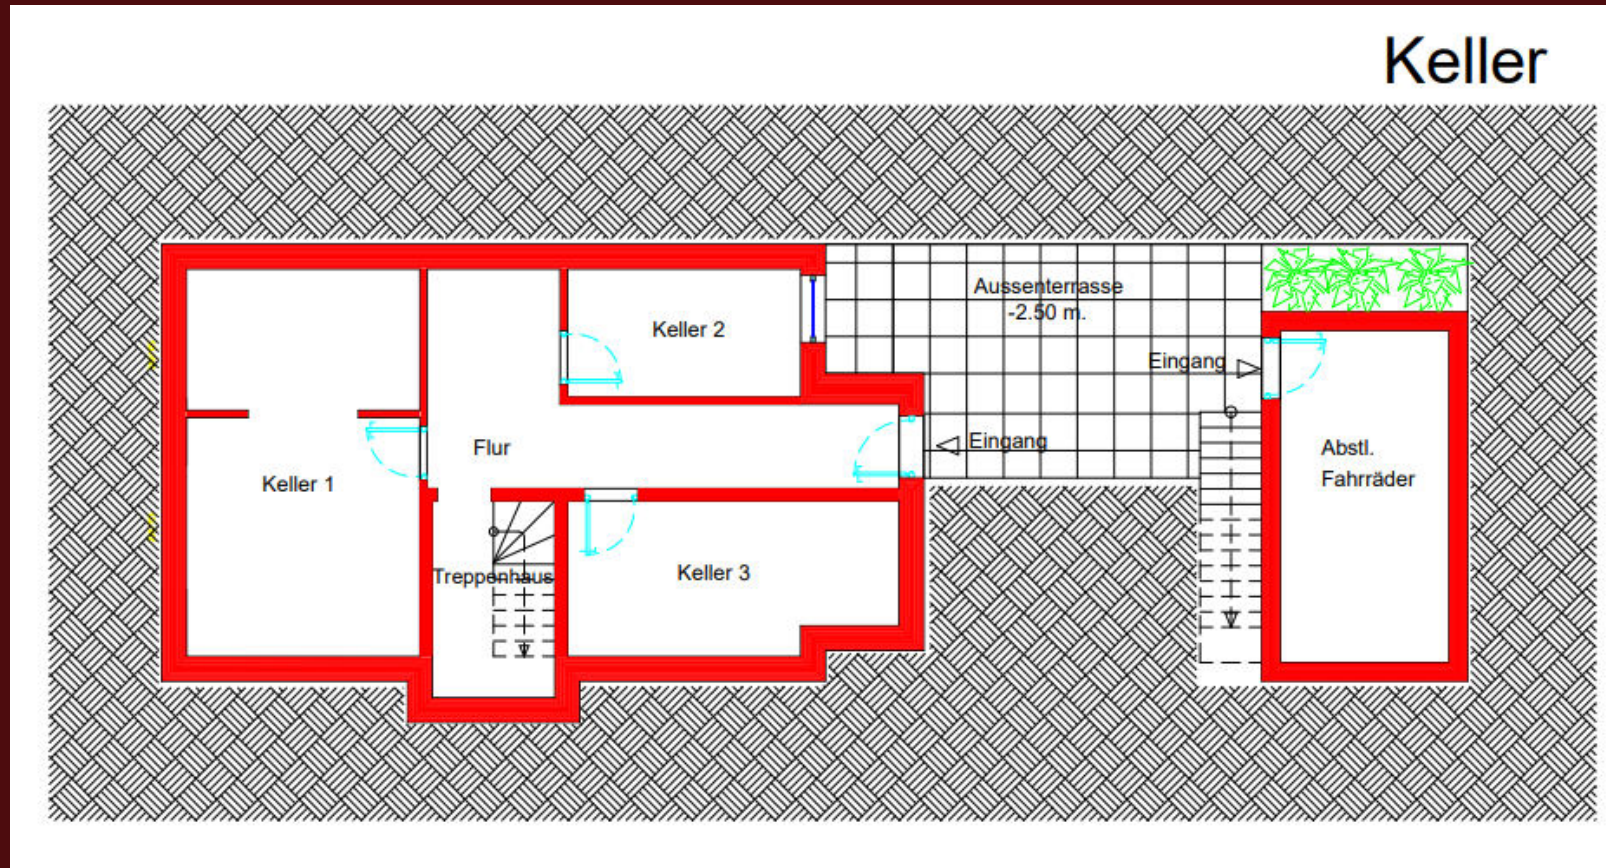 Keller
Aussenterrasse
-2.50 m.
Keller 2
Eingang
Eingang
Flur
Abstl.
Fahrräder
Keller 1
Keller 3
Treppenhaus